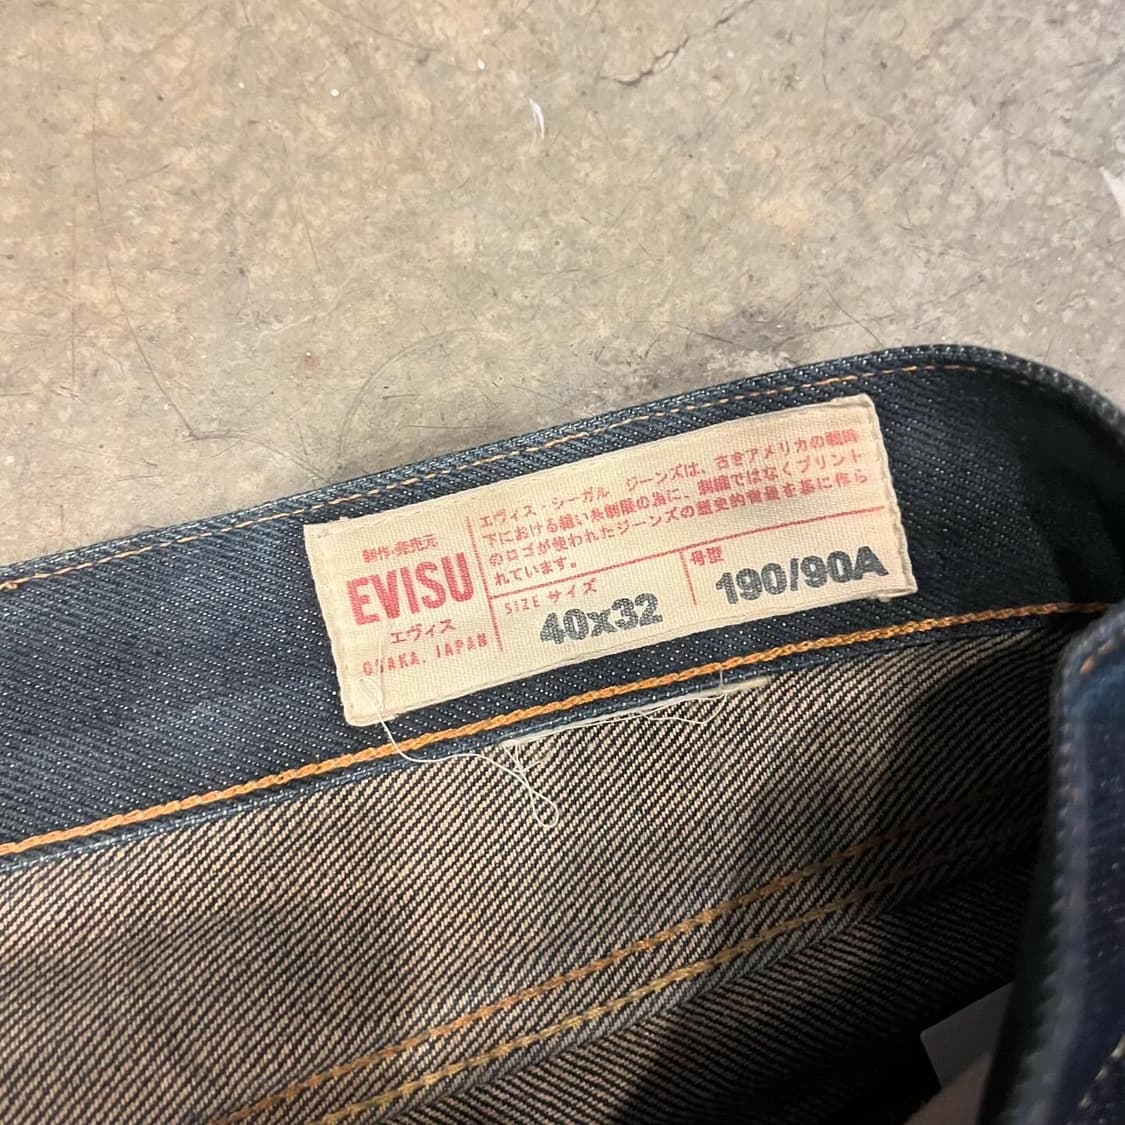 制作・発売元
EVISU
エヴィス
OSAKA, JAPAN
エヴィス・シーガル ジーンズは、古きアメリカの戦時
下における縫い糸制限の為に、刺繍ではなくプリント
のロゴが使われたジーンズの歴史的背景を基に作ら
れています。
SIZE サイズ
40x32
号型
190/90A